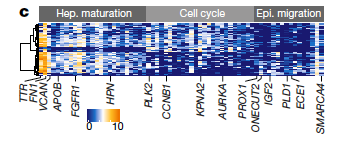 c
Hep. maturation Cell cycle Epi. migration
TTR
FN1
VCAN
APOB
FGFR1
HPN
PLK2
CCNB1
KPNA2
AURKA
PROX1
ONECUT2
IGF2
PLD1
ECE1
SMARCA4
0 10